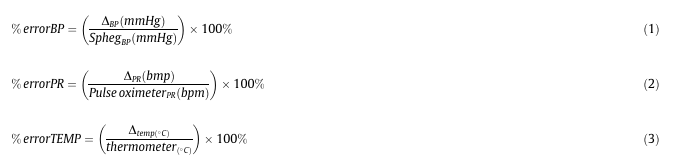 % errorBP = (Δ_BP(mmHg) / Spheg_BP(mmHg)) × 100% (1)
% errorPR = (Δ_PR(bmp) / Pulse oximeter_PR(bpm)) × 100% (2)
% errorTEMP = (Δ_temp(°C) / thermometer_(°C)) × 100% (3)